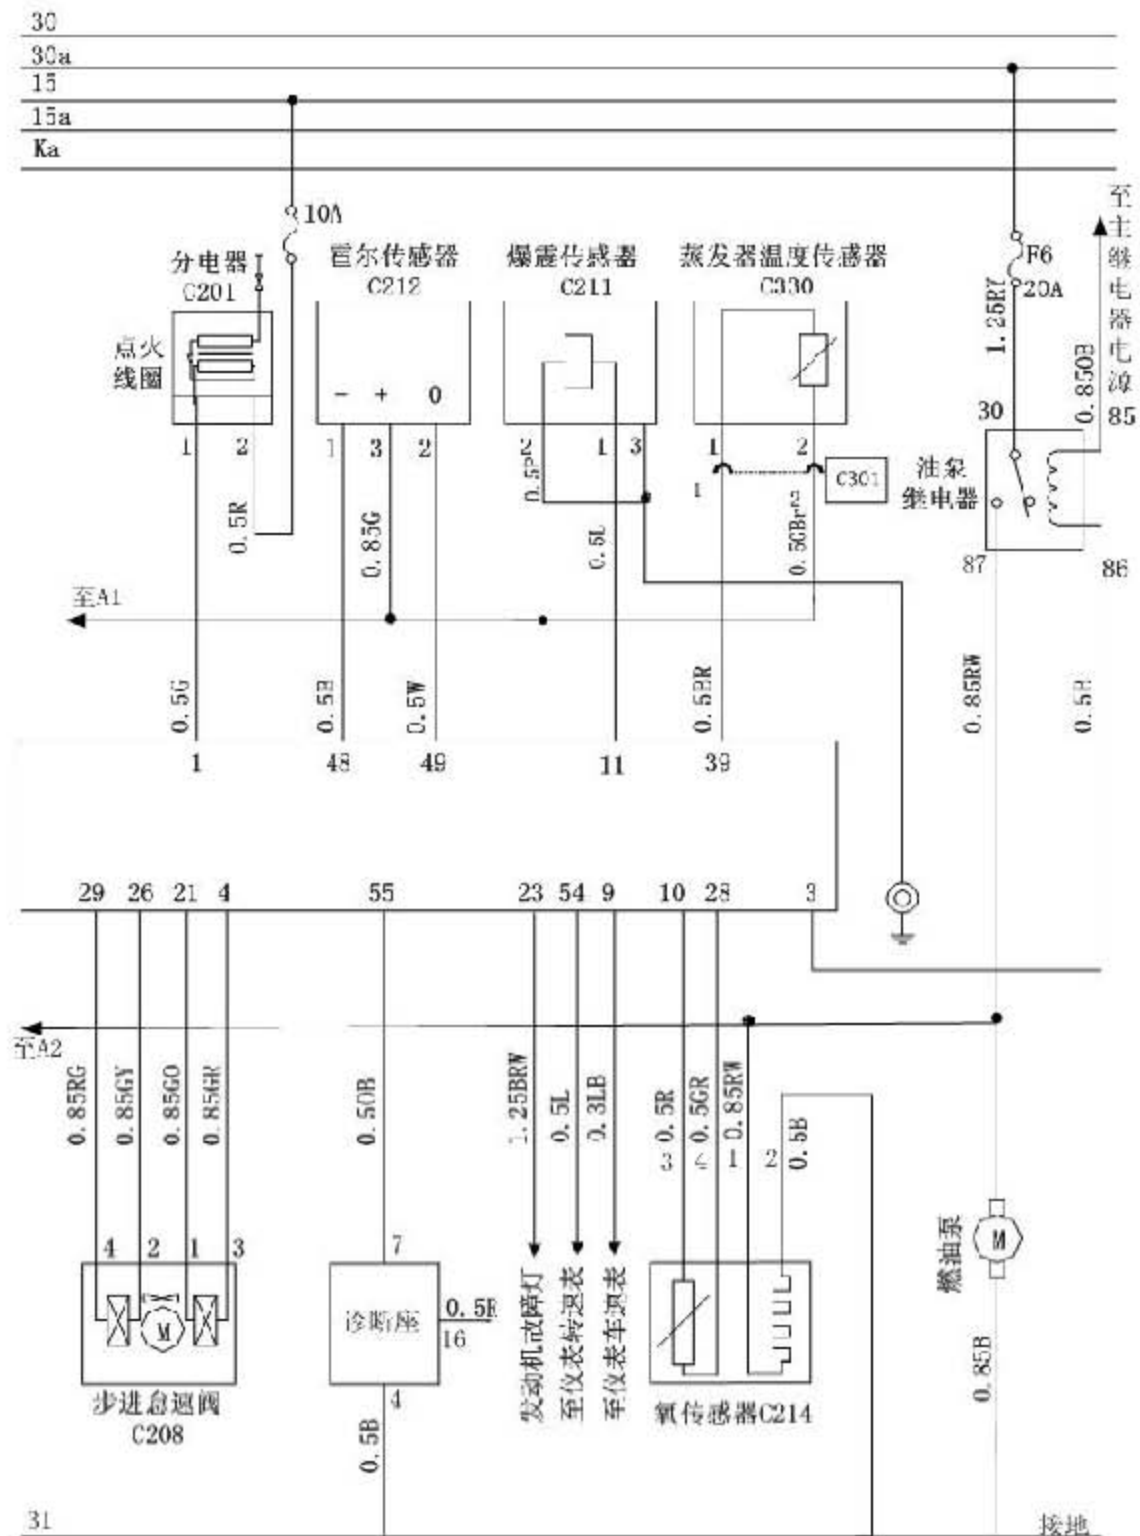 30
30a
15
15a
Ka
10A
分电器
C201
霍尔传感器
C212
爆震传感器
C211
蒸发器温度传感器
C330
F6
20A
1.25RY
至主继电器电源
0.85OB
点火
线圈
- + 0
30
85
1 2
1 3 2
2 1 3
1 2
C301
油泵
继电器
1
0.5R
0.85G
0.5L
87
86
至A1
0.5G
0.5B
0.5W
0.5BR
0.85RW
1 48 49 11 39
29 26 21 4 55 23 54 9 10 28 3
至A2
0.85RG
0.85GY
0.85GO
0.85GR
0.5OB
1.25BRW
0.5L
0.3LB
0.5R
0.5GR
0.85RW
0.5B
3 4 1 2
4 2 1 3
7
M
诊断座
16
4
0.5B
发动机故障灯
至仪表转速表
至仪表车速表
燃油泵
M
0.85B
步进怠速阀
C208
氧传感器C214
31
接地